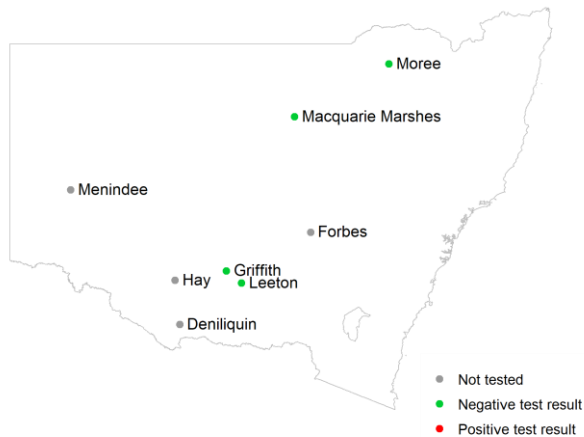 Moree
Macquarie Marshes
Menindee
Forbes
Griffith
Hay
Leeton
Deniliquin
Not tested
Negative test result
Positive test result